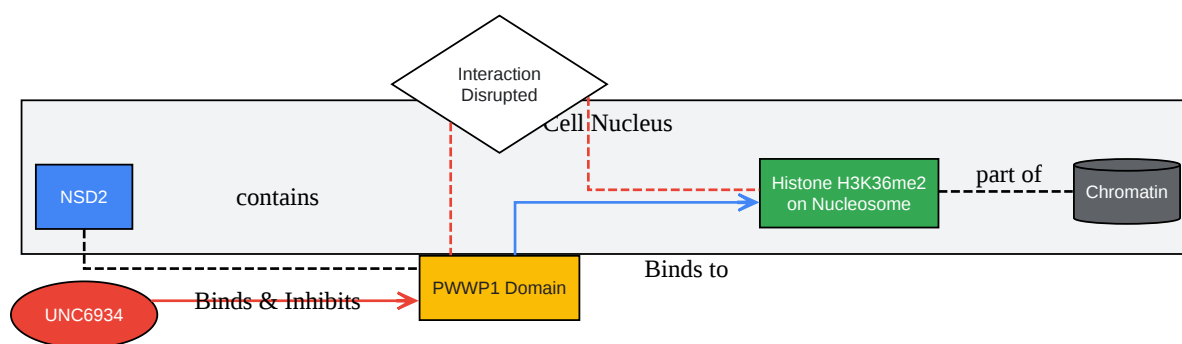 Interaction
Disrupted
Cell Nucleus
NSD2
contains
Histone H3K36me2
on Nucleosome
part of
Chromatin
Binds to
PWWP1 Domain
UNC6934
Binds & Inhibits